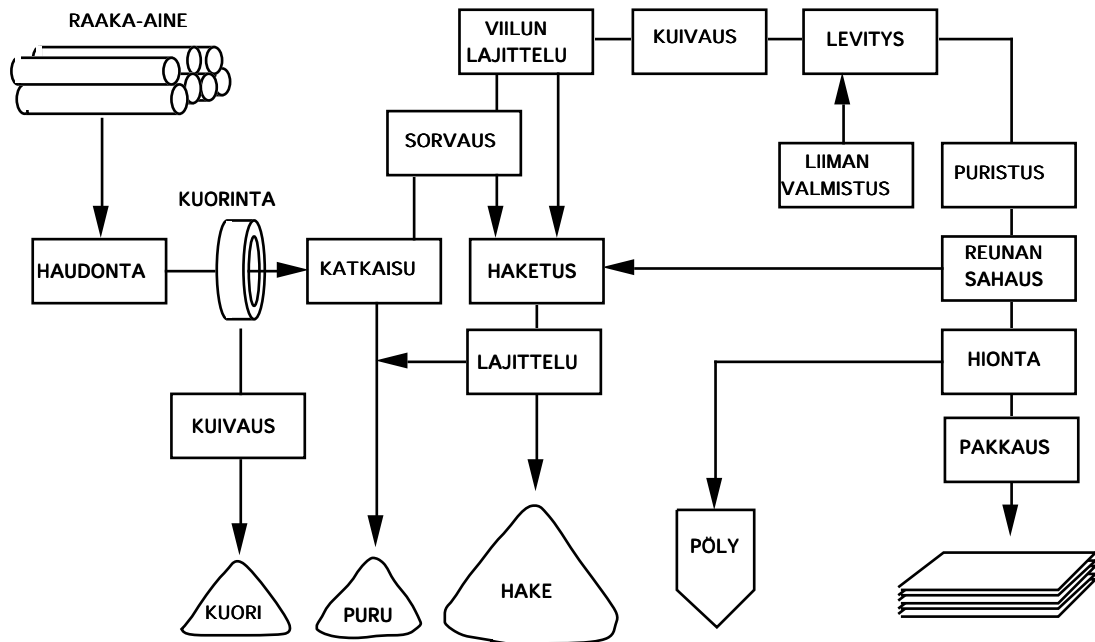 RAAKA-AINE
VIILUN
LAJITTELU
KUIVAUS
LEVITYS
SORVAUS
LIIMAN
VALMISTUS
PURISTUS
KUORINTA
HAUDONTA
KATKAISU
HAKETUS
REUNAN
SAHAUS
LAJITTELU
HIONTA
KUIVAUS
PAKKAUS
PÖLY
KUORI
PURU
HAKE